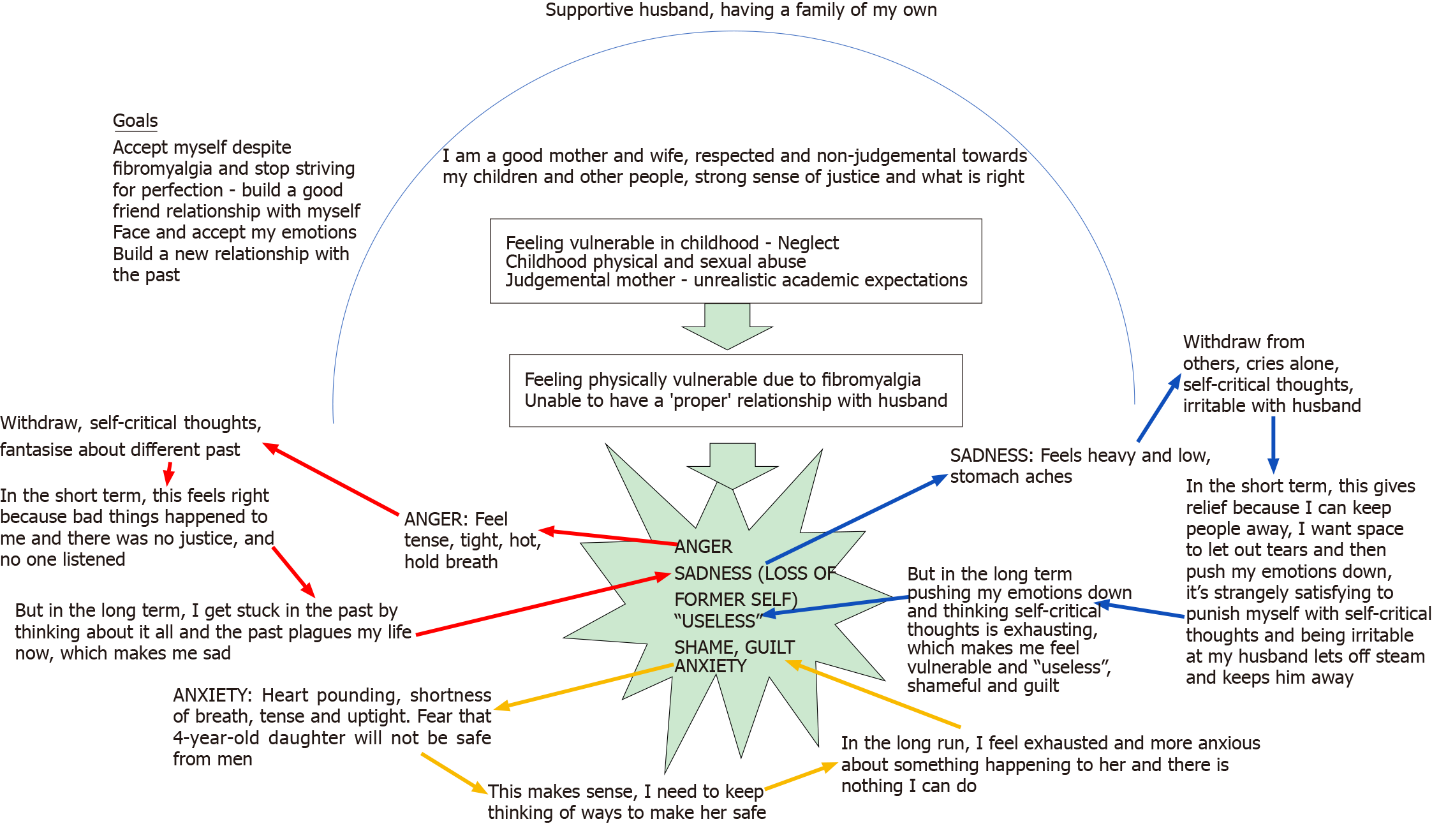 Supportive husband, having a family of my own
Goals
Accept myself despite
fibromyalgia and stop striving
for perfection - build a good
friend relationship with myself
Face and accept my emotions
Build a new relationship with
the past
I am a good mother and wife, respected and non-judgemental towards
my children and other people, strong sense of justice and what is right
Feeling vulnerable in childhood - Neglect
Childhood physical and sexual abuse
Judgemental mother - unrealistic academic expectations
Feeling physically vulnerable due to fibromyalgia
Unable to have a 'proper' relationship with husband
ANGER
SADNESS (LOSS OF
FORMER SELF)
“USELESS”
SHAME, GUILT
ANXIETY
ANGER: Feel
tense, tight, hot,
hold breath
Withdraw, self-critical thoughts,
fantasise about different past
In the short term, this feels right
because bad things happened to
me and there was no justice, and
no one listened
But in the long term, I get stuck in the past by
thinking about it all and the past plagues my life
now, which makes me sad
SADNESS: Feels heavy and low,
stomach aches
Withdraw from
others, cries alone,
self-critical thoughts,
irritable with husband
In the short term, this gives
relief because I can keep
people away, I want space
to let out tears and then
push my emotions down,
it’s strangely satisfying to
punish myself with self-critical
thoughts and being irritable
at my husband lets off steam
and keeps him away
But in the long term
pushing my emotions down
and thinking self-critical
thoughts is exhausting,
which makes me feel
vulnerable and “useless”,
shameful and guilt
ANXIETY: Heart pounding, shortness
of breath, tense and uptight. Fear that
4-year-old daughter will not be safe
from men
This makes sense, I need to keep
thinking of ways to make her safe
In the long run, I feel exhausted and more anxious
about something happening to her and there is
nothing I can do